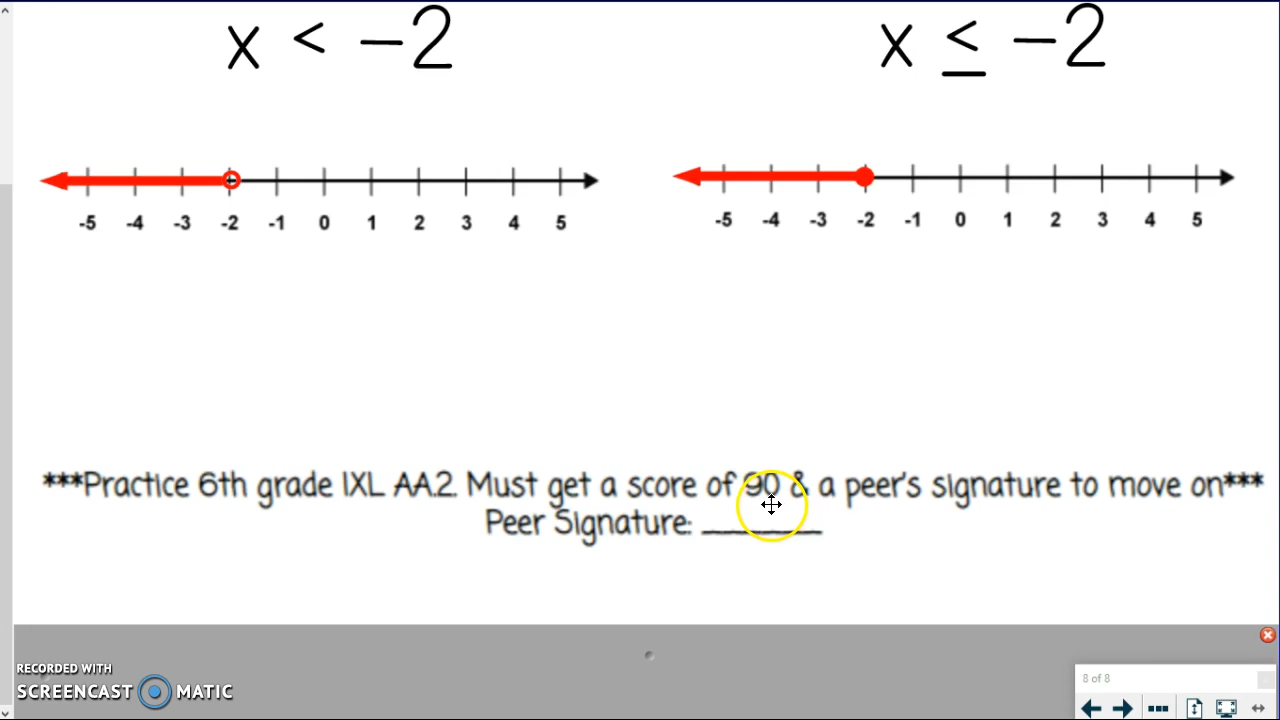 x < −2
x ≤ −2
-5 -4 -3 -2 -1 0 1 2 3 4 5
-5 -4 -3 -2 -1 0 1 2 3 4 5
***Practice 6th grade IXL AA.2. Must get a score of 90 & a peer's signature to move on***
Peer Signature: ________
RECORDED WITH
SCREENCAST MATIC
8 of 8